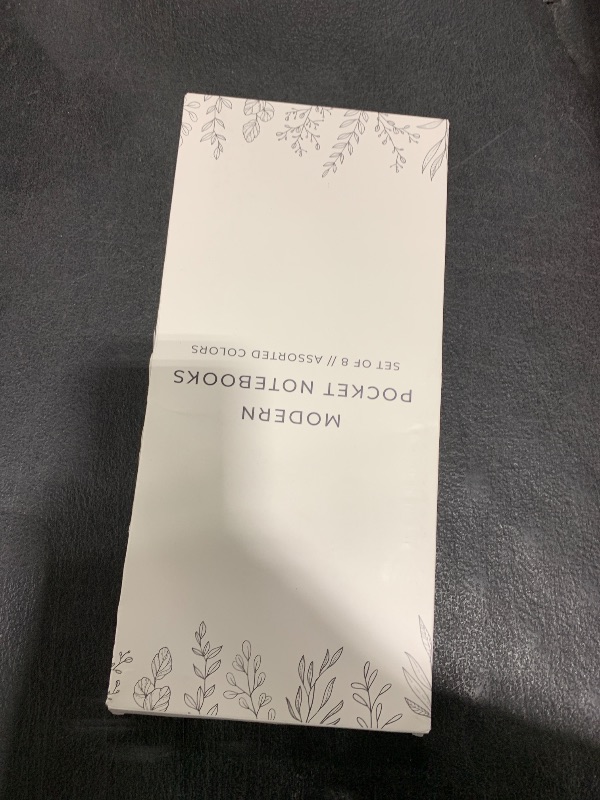 MODERN
POCKET NOTEBOOKS
SET OF 8 // ASSORTED COLORS